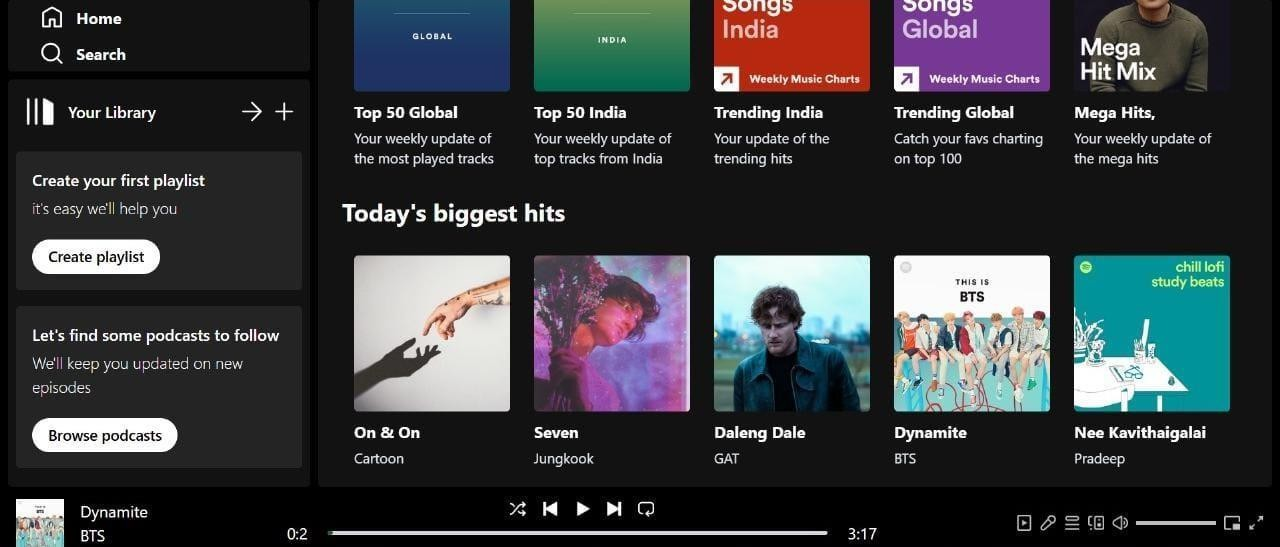 Home
Search
Your Library
Create your first playlist
it's easy we'll help you
Create playlist
Let's find some podcasts to follow
We'll keep you updated on new
episodes
Browse podcasts
GLOBAL
INDIA
Songs
India
Weekly Music Charts
Songs
Global
Weekly Music Charts
Mega
Hit Mix
Top 50 Global
Your weekly update of
the most played tracks
Top 50 India
Your weekly update of
top tracks from India
Trending India
Your update of the
trending hits
Trending Global
Catch your favs charting
on top 100
Mega Hits,
Your weekly update of
the mega hits
Today's biggest hits
THIS IS
BTS
chill lofi
study beats
On & On
Cartoon
Seven
Jungkook
Daleng Dale
GAT
Dynamite
BTS
Nee Kavithaigalai
Pradeep
THIS IS
BTS
Dynamite
BTS
0:2
3:17